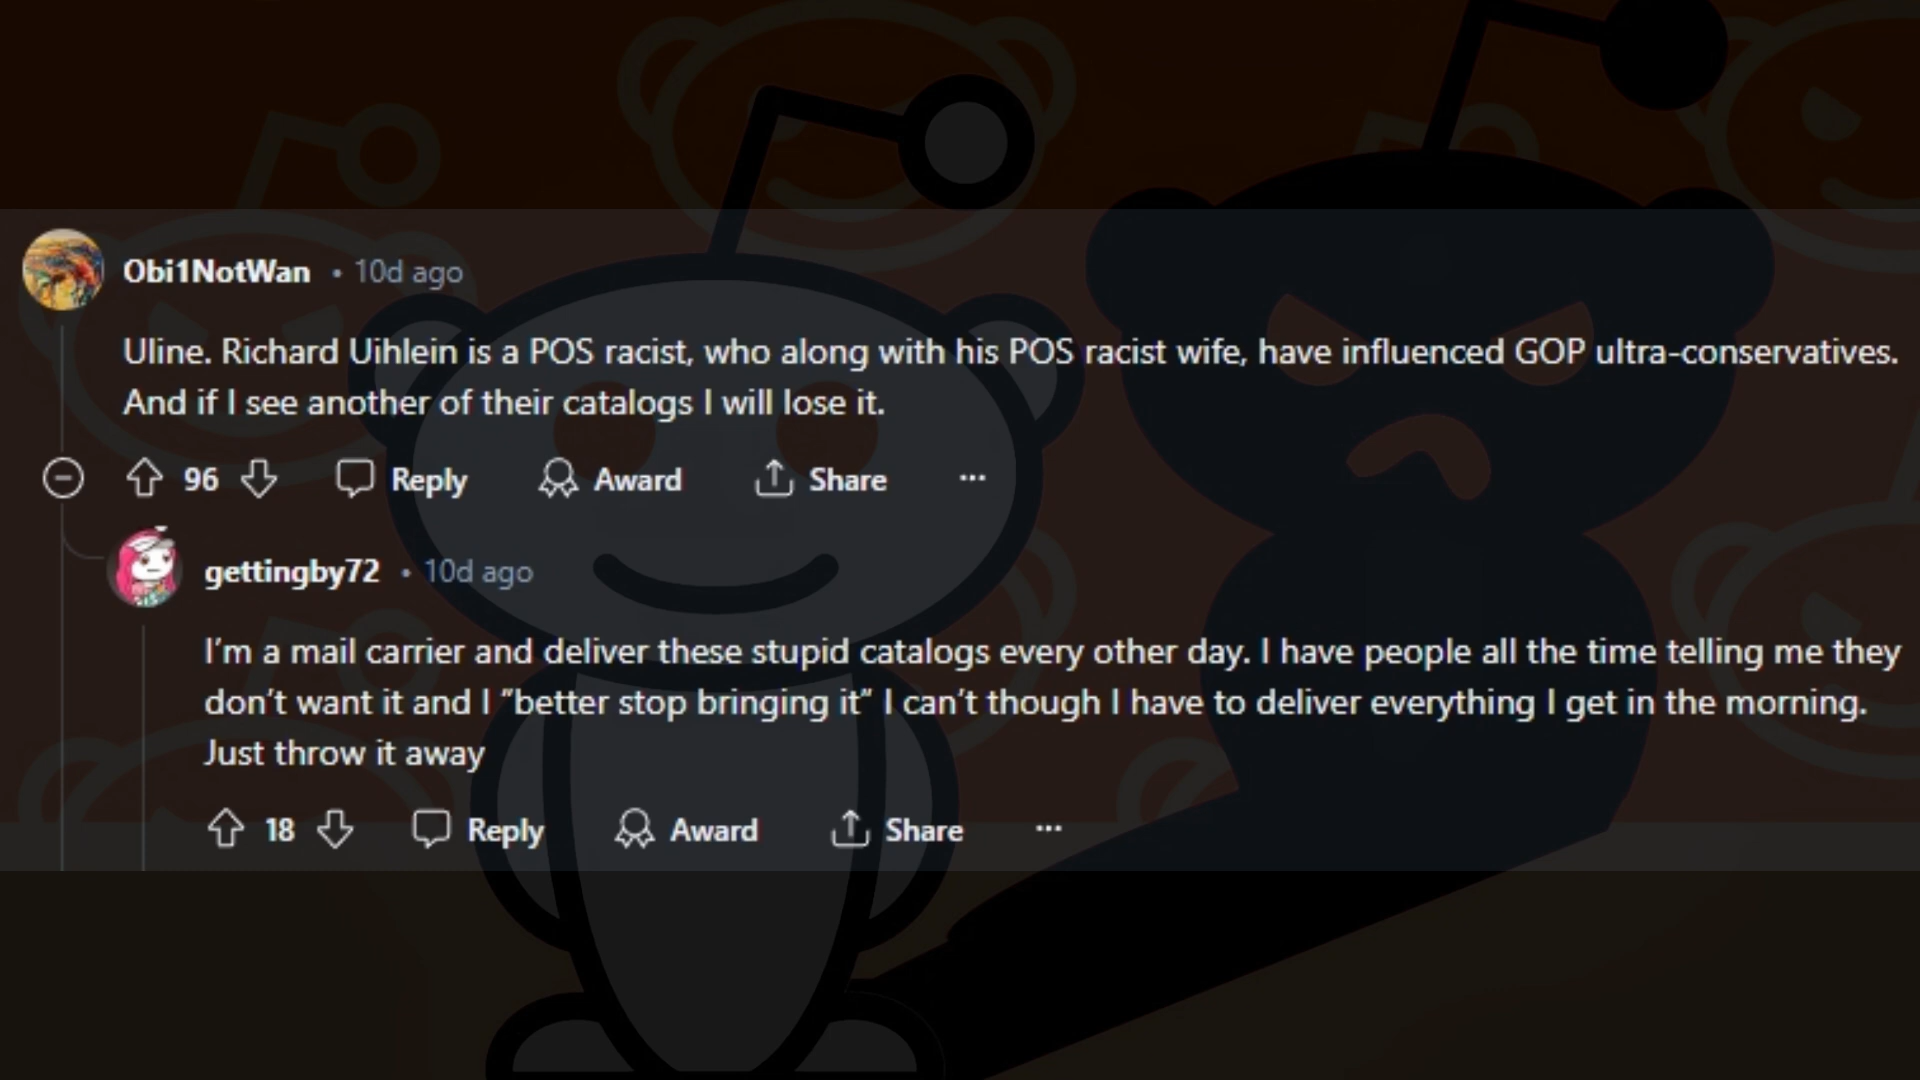 Obi1NotWan • 10d ago
Uline. Richard Uihlein is a POS racist, who along with his POS racist wife, have influenced GOP ultra-conservatives.
And if I see another of their catalogs I will lose it.
96 Reply Award Share ...
gettingby72 • 10d ago
I’m a mail carrier and deliver these stupid catalogs every other day. I have people all the time telling me they
don’t want it and I “better stop bringing it” I can’t though I have to deliver everything I get in the morning.
Just throw it away
18 Reply Award Share ...